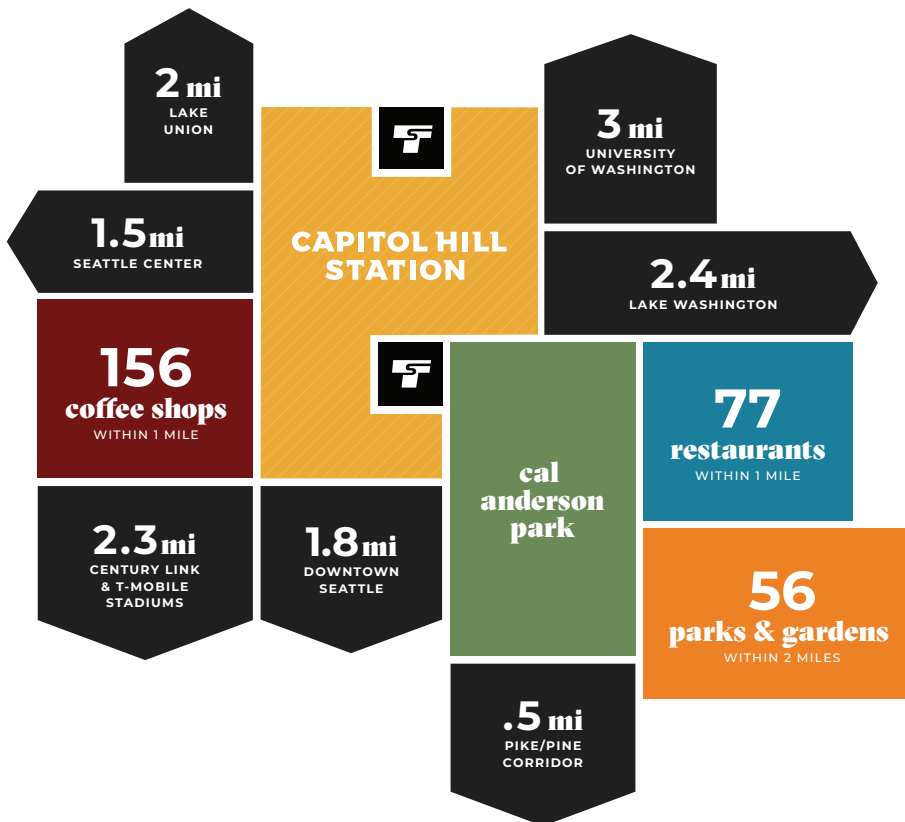 2 mi
LAKE
UNION
3 mi
UNIVERSITY
OF WASHINGTON
1.5 mi
SEATTLE CENTER
CAPITOL HILL
STATION
2.4 mi
LAKE WASHINGTON
156
coffee shops
WITHIN 1 MILE
77
restaurants
WITHIN 1 MILE
cal
anderson
park
2.3 mi
CENTURY LINK
& T-MOBILE
STADIUMS
1.8 mi
DOWNTOWN
SEATTLE
56
parks & gardens
WITHIN 2 MILES
.5 mi
PIKE/PINE
CORRIDOR